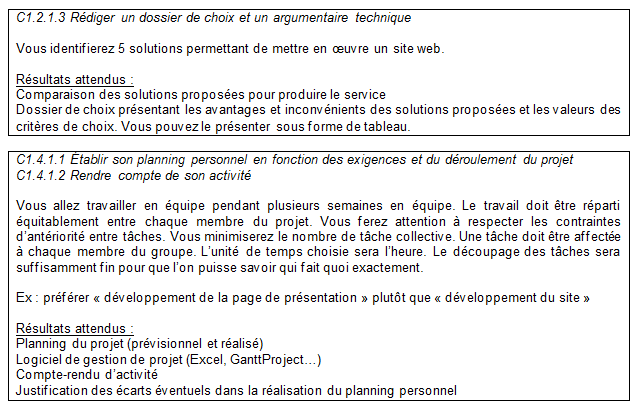 C1.2.1.3 Rédiger un dossier de choix et un argumentaire technique
Vous identifierez 5 solutions permettant de mettre en œuvre un site web.
Résultats attendus :
Comparaison des solutions proposées pour produire le service
Dossier de choix présentant les avantages et inconvénients des solutions proposées et les valeurs des
critères de choix. Vous pouvez le présenter sous forme de tableau.
C1.4.1.1 Établir son planning personnel en fonction des exigences et du déroulement du projet
C1.4.1.2 Rendre compte de son activité
Vous allez travailler en équipe pendant plusieurs semaines en équipe. Le travail doit être réparti
équitablement entre chaque membre du projet. Vous ferez attention à respecter les contraintes
d'antériorité entre tâches. Vous minimiserez le nombre de tâche collective. Une tâche doit être affectée
à chaque membre du groupe. L'unité de temps choisie sera l'heure. Le découpage des tâches sera
suffisamment fin pour que l'on puisse savoir qui fait quoi exactement.
Ex : préférer « développement de la page de présentation » plutôt que « développement du site »
Résultats attendus :
Planning du projet (prévisionnel et réalisé)
Logiciel de gestion de projet (Excel, GanttProject…)
Compte-rendu d'activité
Justification des écarts éventuels dans la réalisation du planning personnel